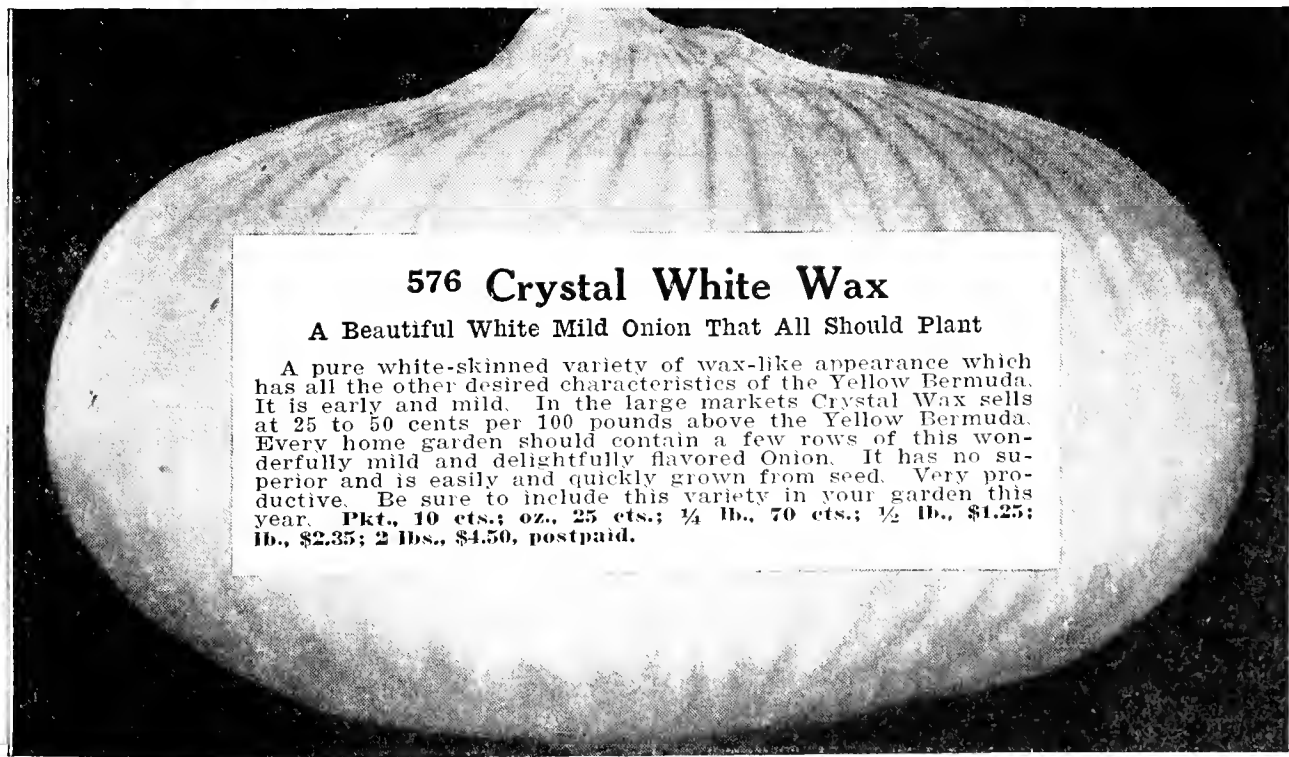 576 Crystal White Wax
A Beautiful White Mild Onion That All Should Plant
A pure white-skinned variety of wax-like appearance which
has all the other desired characteristics of the Yellow Bermuda.
It is early and mild. In the large markets Crystal Wax sells
at 25 to 50 cents per 100 pounds above the Yellow Bermuda.
Every home garden should contain a few rows of this won-
derfully mild and delightfully flavored Onion. It has no su-
perior and is easily and quickly grown from seed. Very pro-
ductive. Be sure to include this variety in your garden this
year. Pkt., 10 cts.; oz., 25 cts.; ¼ lb., 70 cts.; ½ lb., $1.25;
lb., $2.35; 2 lbs., $4.50, postpaid.